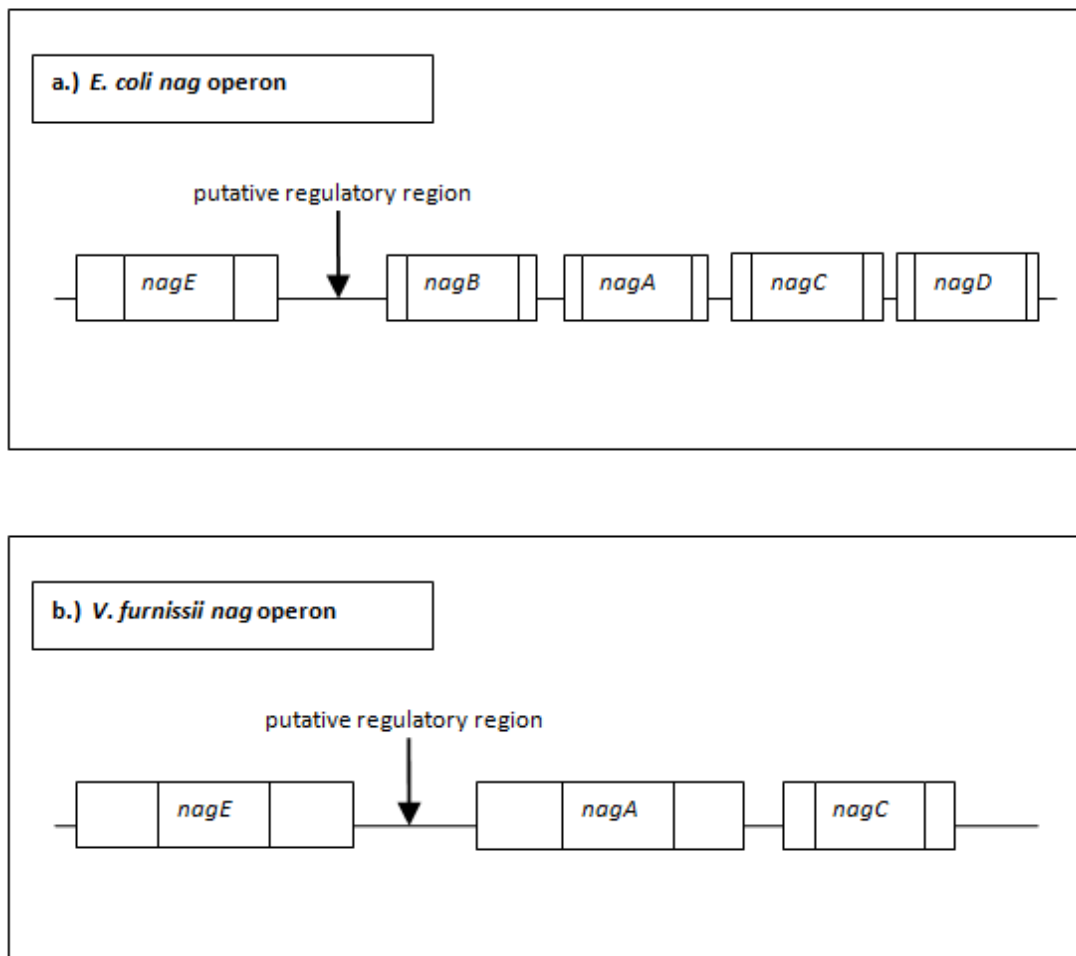 a.) E. coli nag operon
putative regulatory region
nagE nagB nagA nagC nagD
b.) V. furnissii nag operon
putative regulatory region
nagE nagA nagC